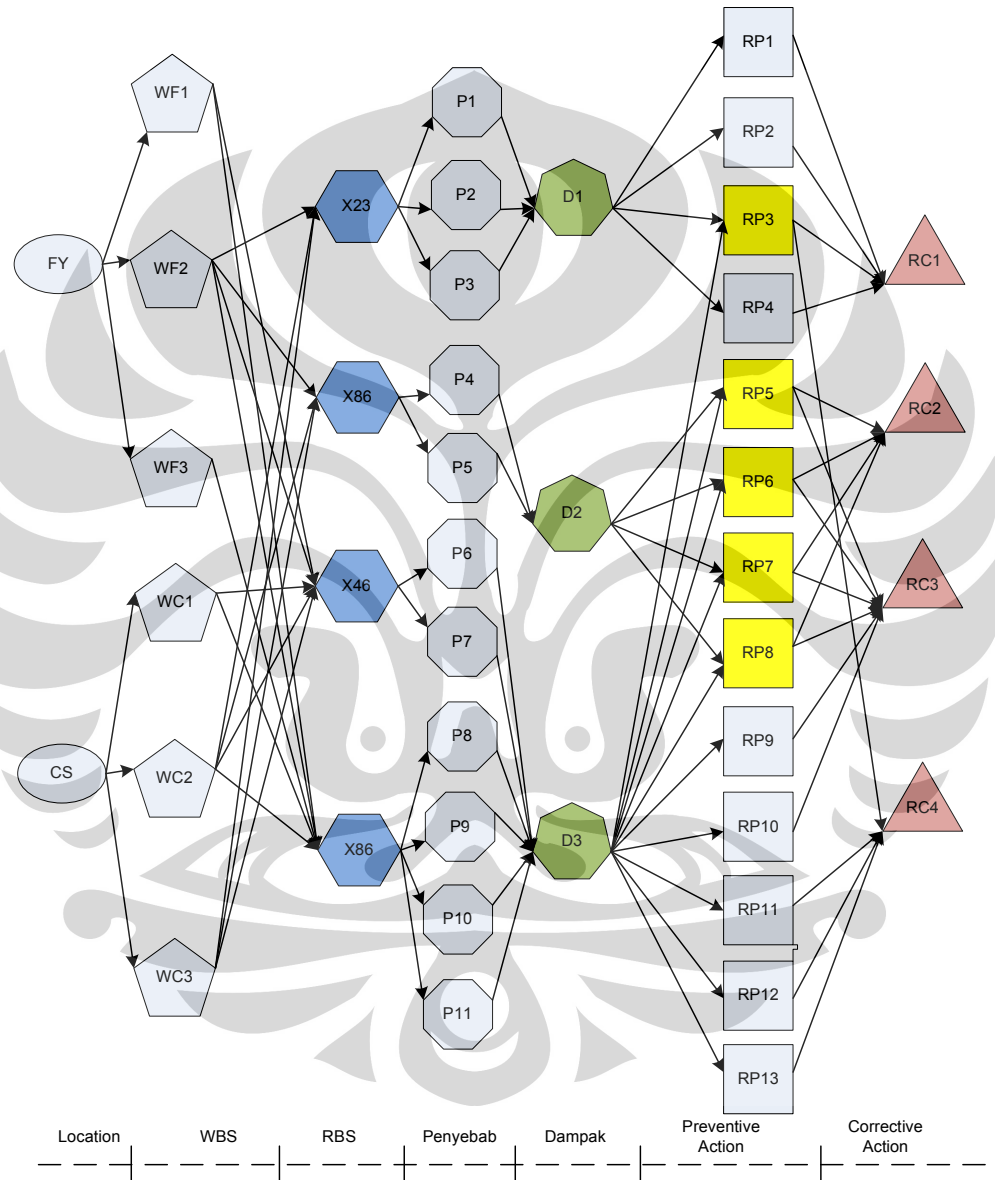 FY
CS
WF1
WF2
WF3
WC1
WC2
WC3
X23
X86
X46
X86
P1
P2
P3
P4
P5
P6
P7
P8
P9
P10
P11
D1
D2
D3
RP1
RP2
RP3
RP4
RP5
RP6
RP7
RP8
RP9
RP10
RP11
RP12
RP13
RC1
RC2
RC3
RC4
Location
WBS
RBS
Penyebab
Dampak
Preventive
Action
Corrective
Action